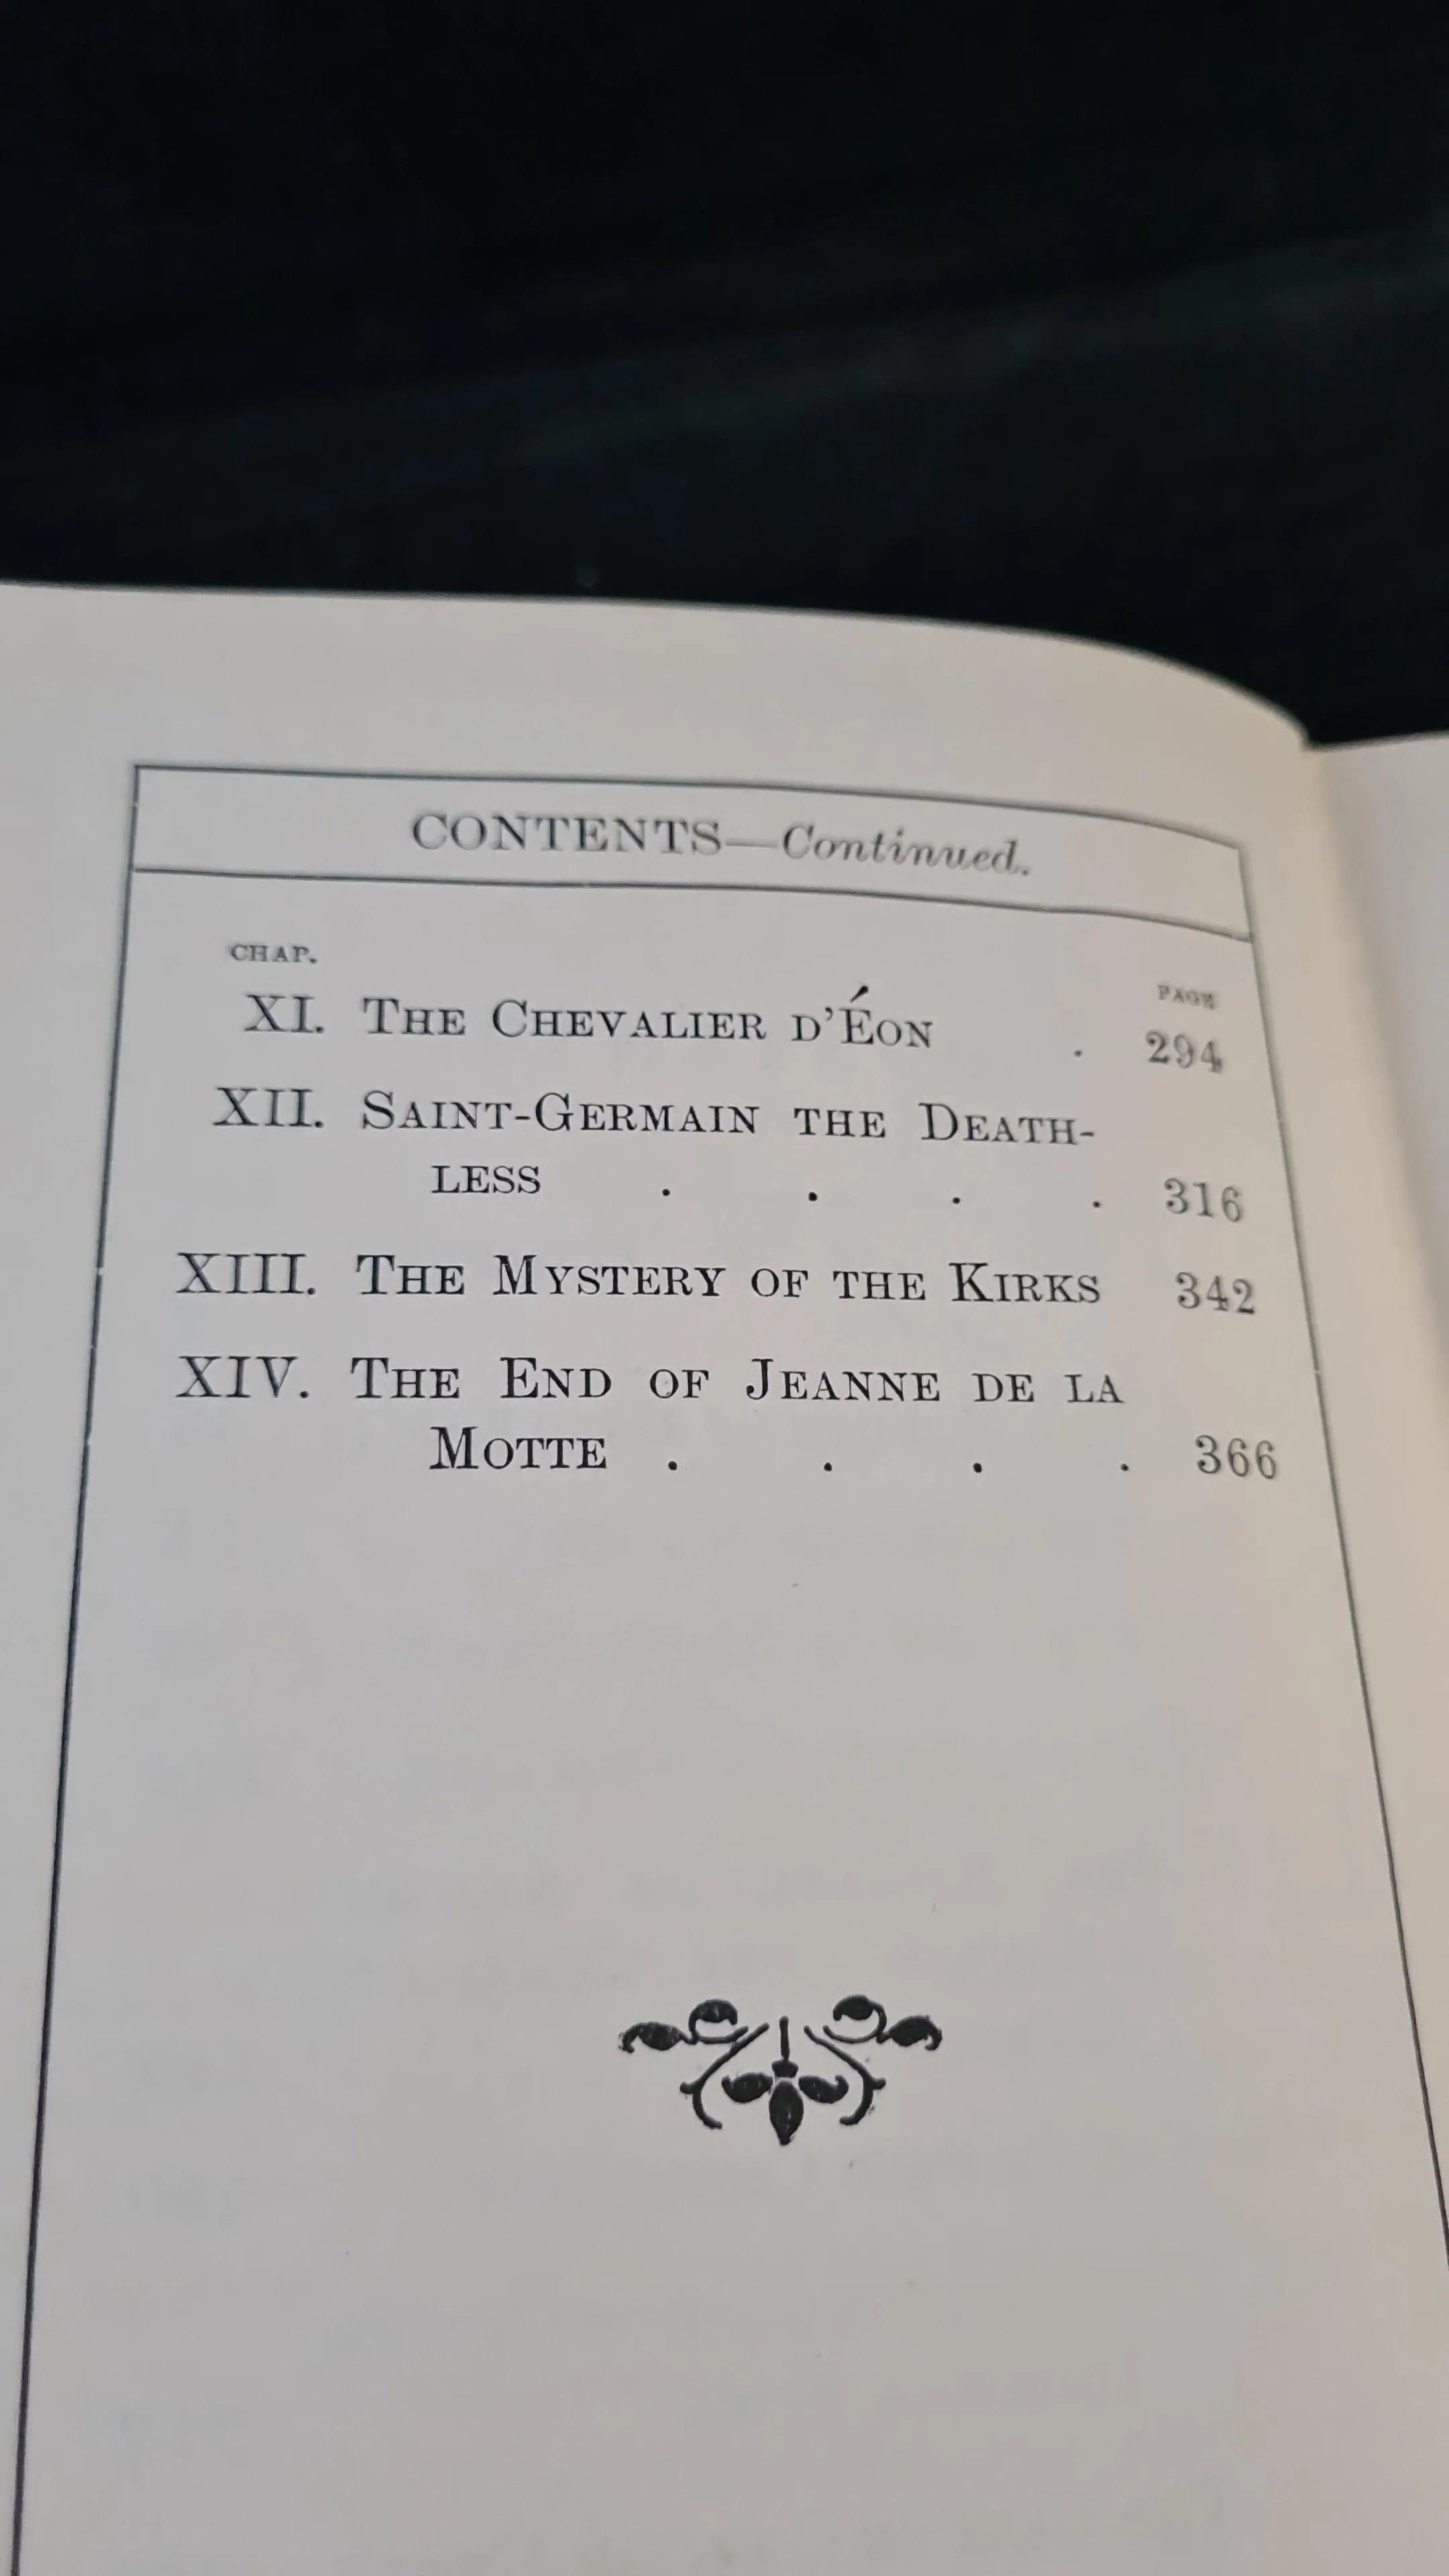 CONTENTS—Continued.
CHAP.
PAGE
XI. THE CHEVALIER D'ÉON . 294
XII. SAINT-GERMAIN THE DEATH-
LESS . . . . 316
XIII. THE MYSTERY OF THE KIRKS 342
XIV. THE END OF JEANNE DE LA
MOTTE . . . . 366